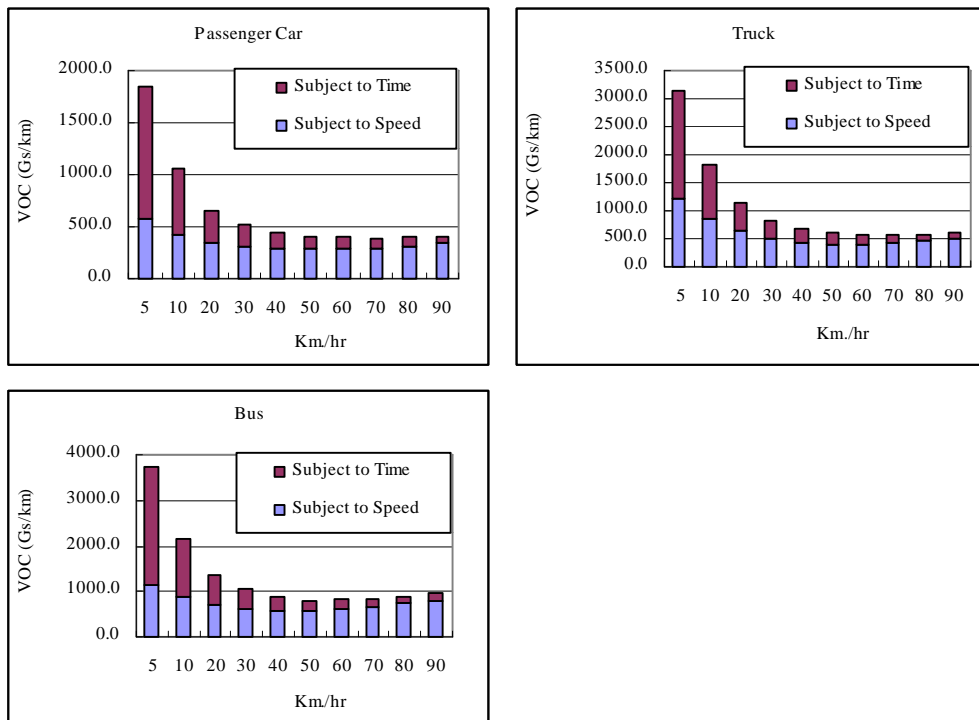 Passenger Car
2000.0
1500.0
1000.0
500.0
0.0
VOC (Gs/km)
Subject to Time
Subject to Speed
5 10 20 30 40 50 60 70 80 90
Km/hr
Truck
3500.0
3000.0
2500.0
2000.0
1500.0
1000.0
500.0
0.0
VOC (Gs/km)
Subject to Time
Subject to Speed
5 10 20 30 40 50 60 70 80 90
Km./hr
Bus
4000.0
3000.0
2000.0
1000.0
0.0
VOC (Gs/km)
Subject to Time
Subject to Speed
5 10 20 30 40 50 60 70 80 90
Km/hr